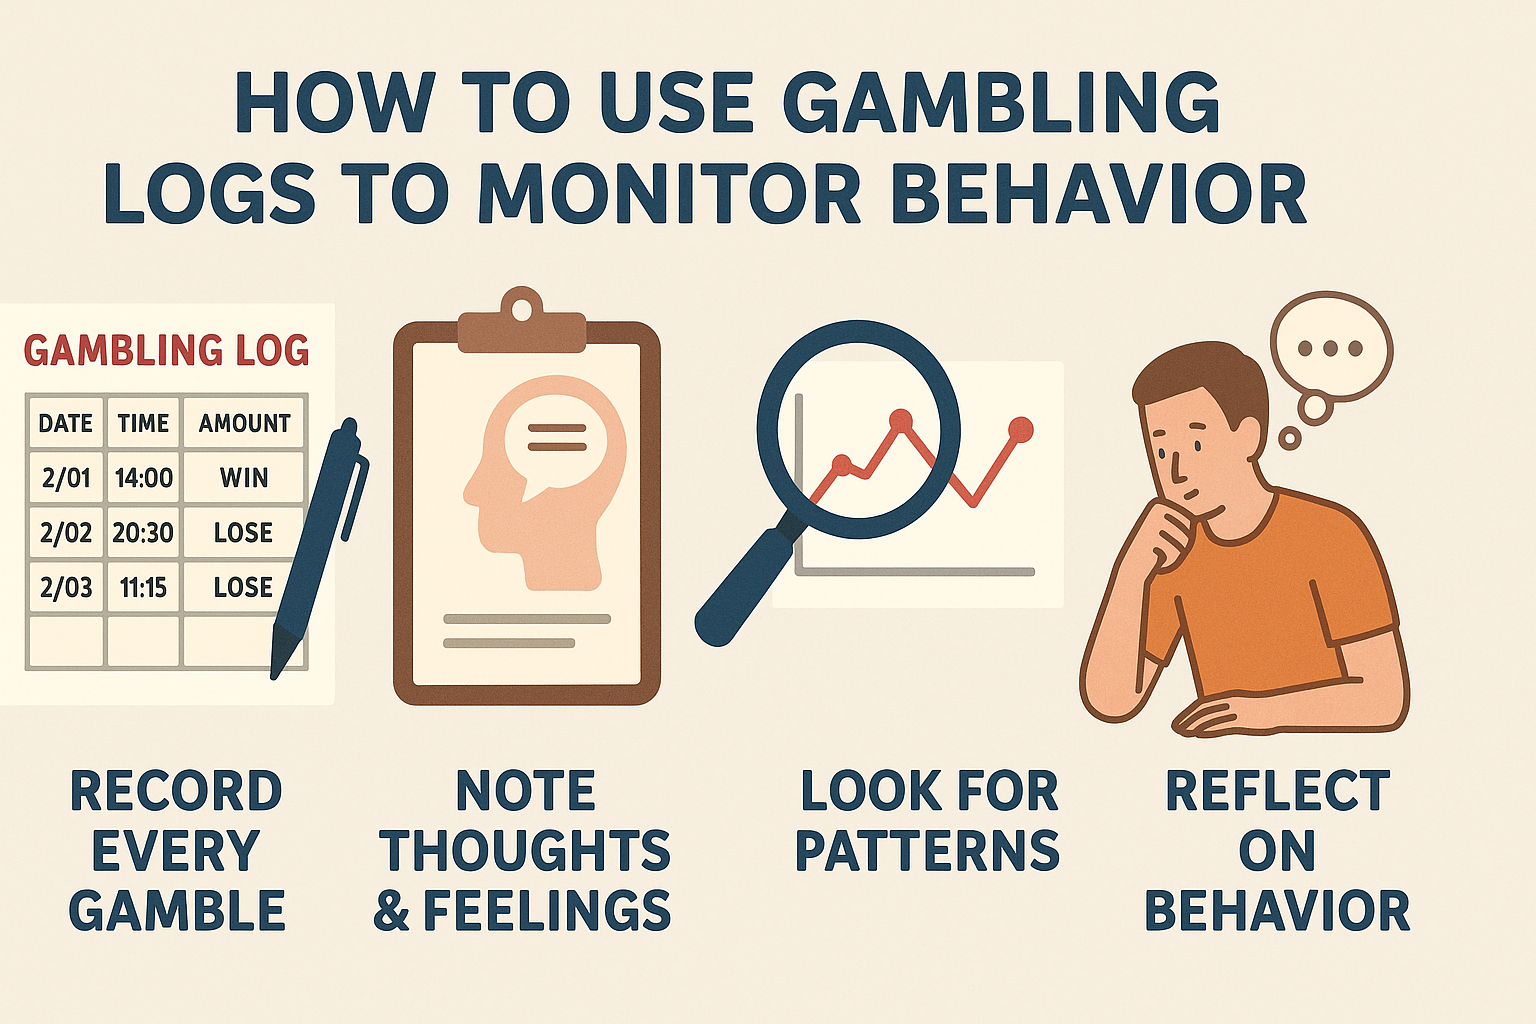 HOW TO USE GAMBLING
LOGS TO MONITOR BEHAVIOR
GAMBLING LOG
DATE TIME AMOUNT
2/01 14:00 WIN
2/02 20:30 LOSE
2/03 11:15 LOSE
RECORD
EVERY
GAMBLE
NOTE
THOUGHTS
& FEELINGS
LOOK FOR
PATTERNS
REFLECT
ON
BEHAVIOR